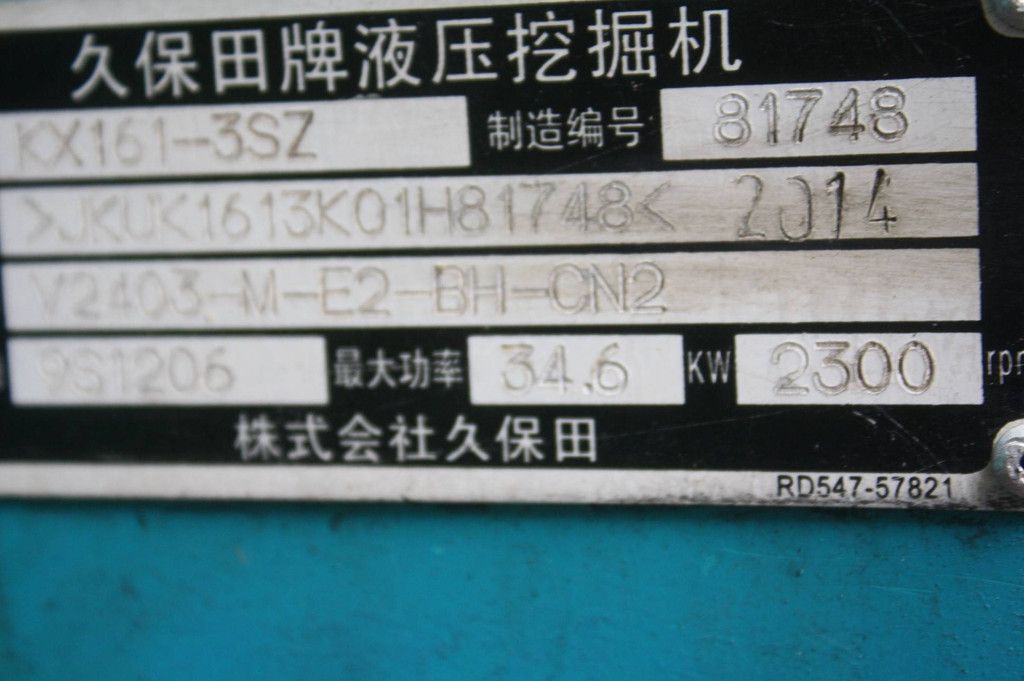 久保田牌液压挖掘机
KX161-3SZ 制造编号 81748
>JKUK1613K01H81748< 2014
V2403-M-E2-BH-CN2
9S1206 最大功率 34.6 KW 2300 rpm
株式会社久保田
RD547-57821